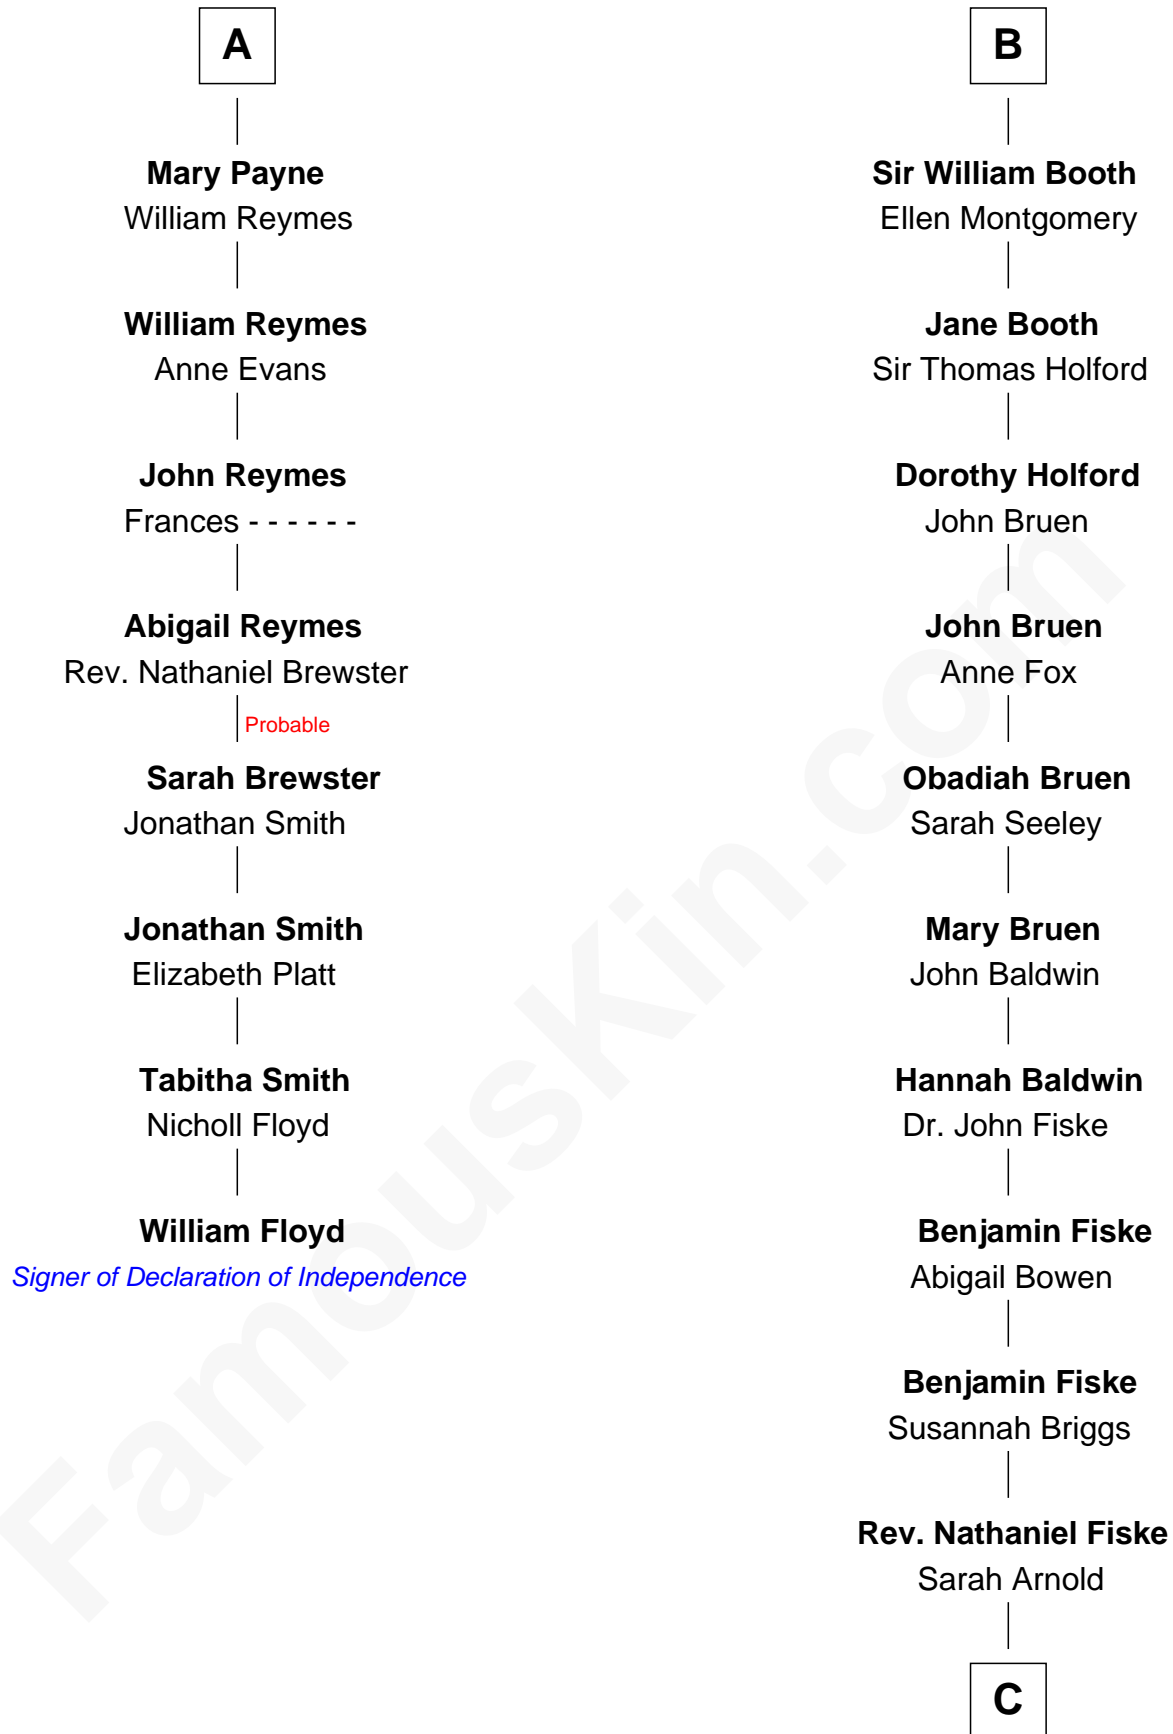 A
Mary Payne
William Reymes
William Reymes
Anne Evans
John Reymes
Frances - - - - - -
Abigail Reymes
Rev. Nathaniel Brewster
Probable
Sarah Brewster
Jonathan Smith
Jonathan Smith
Elizabeth Platt
Tabitha Smith
Nicholl Floyd
William Floyd
Signer of Declaration of Independence
B
Sir William Booth
Ellen Montgomery
Jane Booth
Sir Thomas Holford
Dorothy Holford
John Bruen
John Bruen
Anne Fox
Obadiah Bruen
Sarah Seeley
Mary Bruen
John Baldwin
Hannah Baldwin
Dr. John Fiske
Benjamin Fiske
Abigail Bowen
Benjamin Fiske
Susannah Briggs
Rev. Nathaniel Fiske
Sarah Arnold
C
FamousKin.com